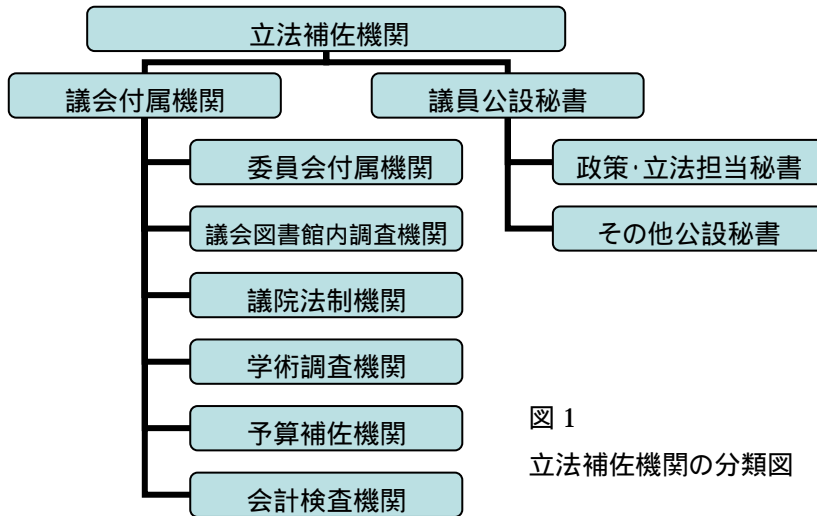 立法補佐機関
議会付属機関
議員公設秘書
委員会付属機関
政策・立法担当秘書
議会図書館内調査機関
その他公設秘書
議院法制機関
学術調査機関
予算補佐機関
会計検査機関
図 1
立法補佐機関の分類図